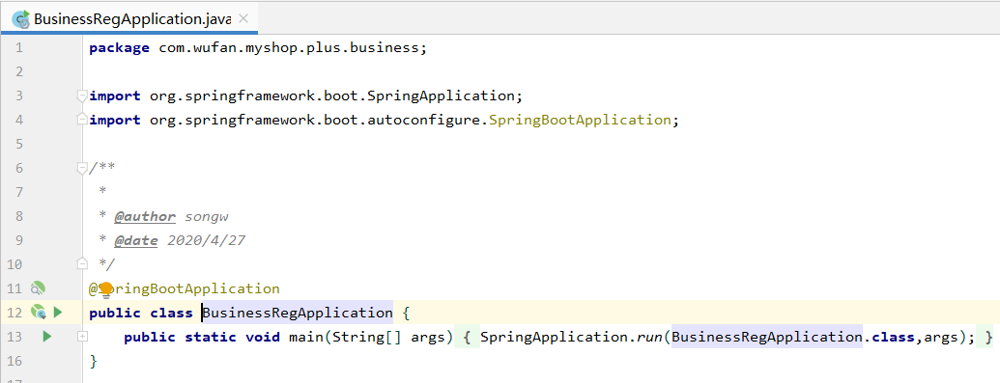 BusinessRegApplication.java
1 package com.wufan.myshop.plus.business;
2
3 import org.springframework.boot.SpringApplication;
4 import org.springframework.boot.autoconfigure.SpringBootApplication;
5
6 /**
7 *
8 * @author songw
9 * @date 2020/4/27
10 */
11 @SpringBootApplication
12 public class BusinessRegApplication {
13 public static void main(String[] args) { SpringApplication.run(BusinessRegApplication.class,args); }
16 }